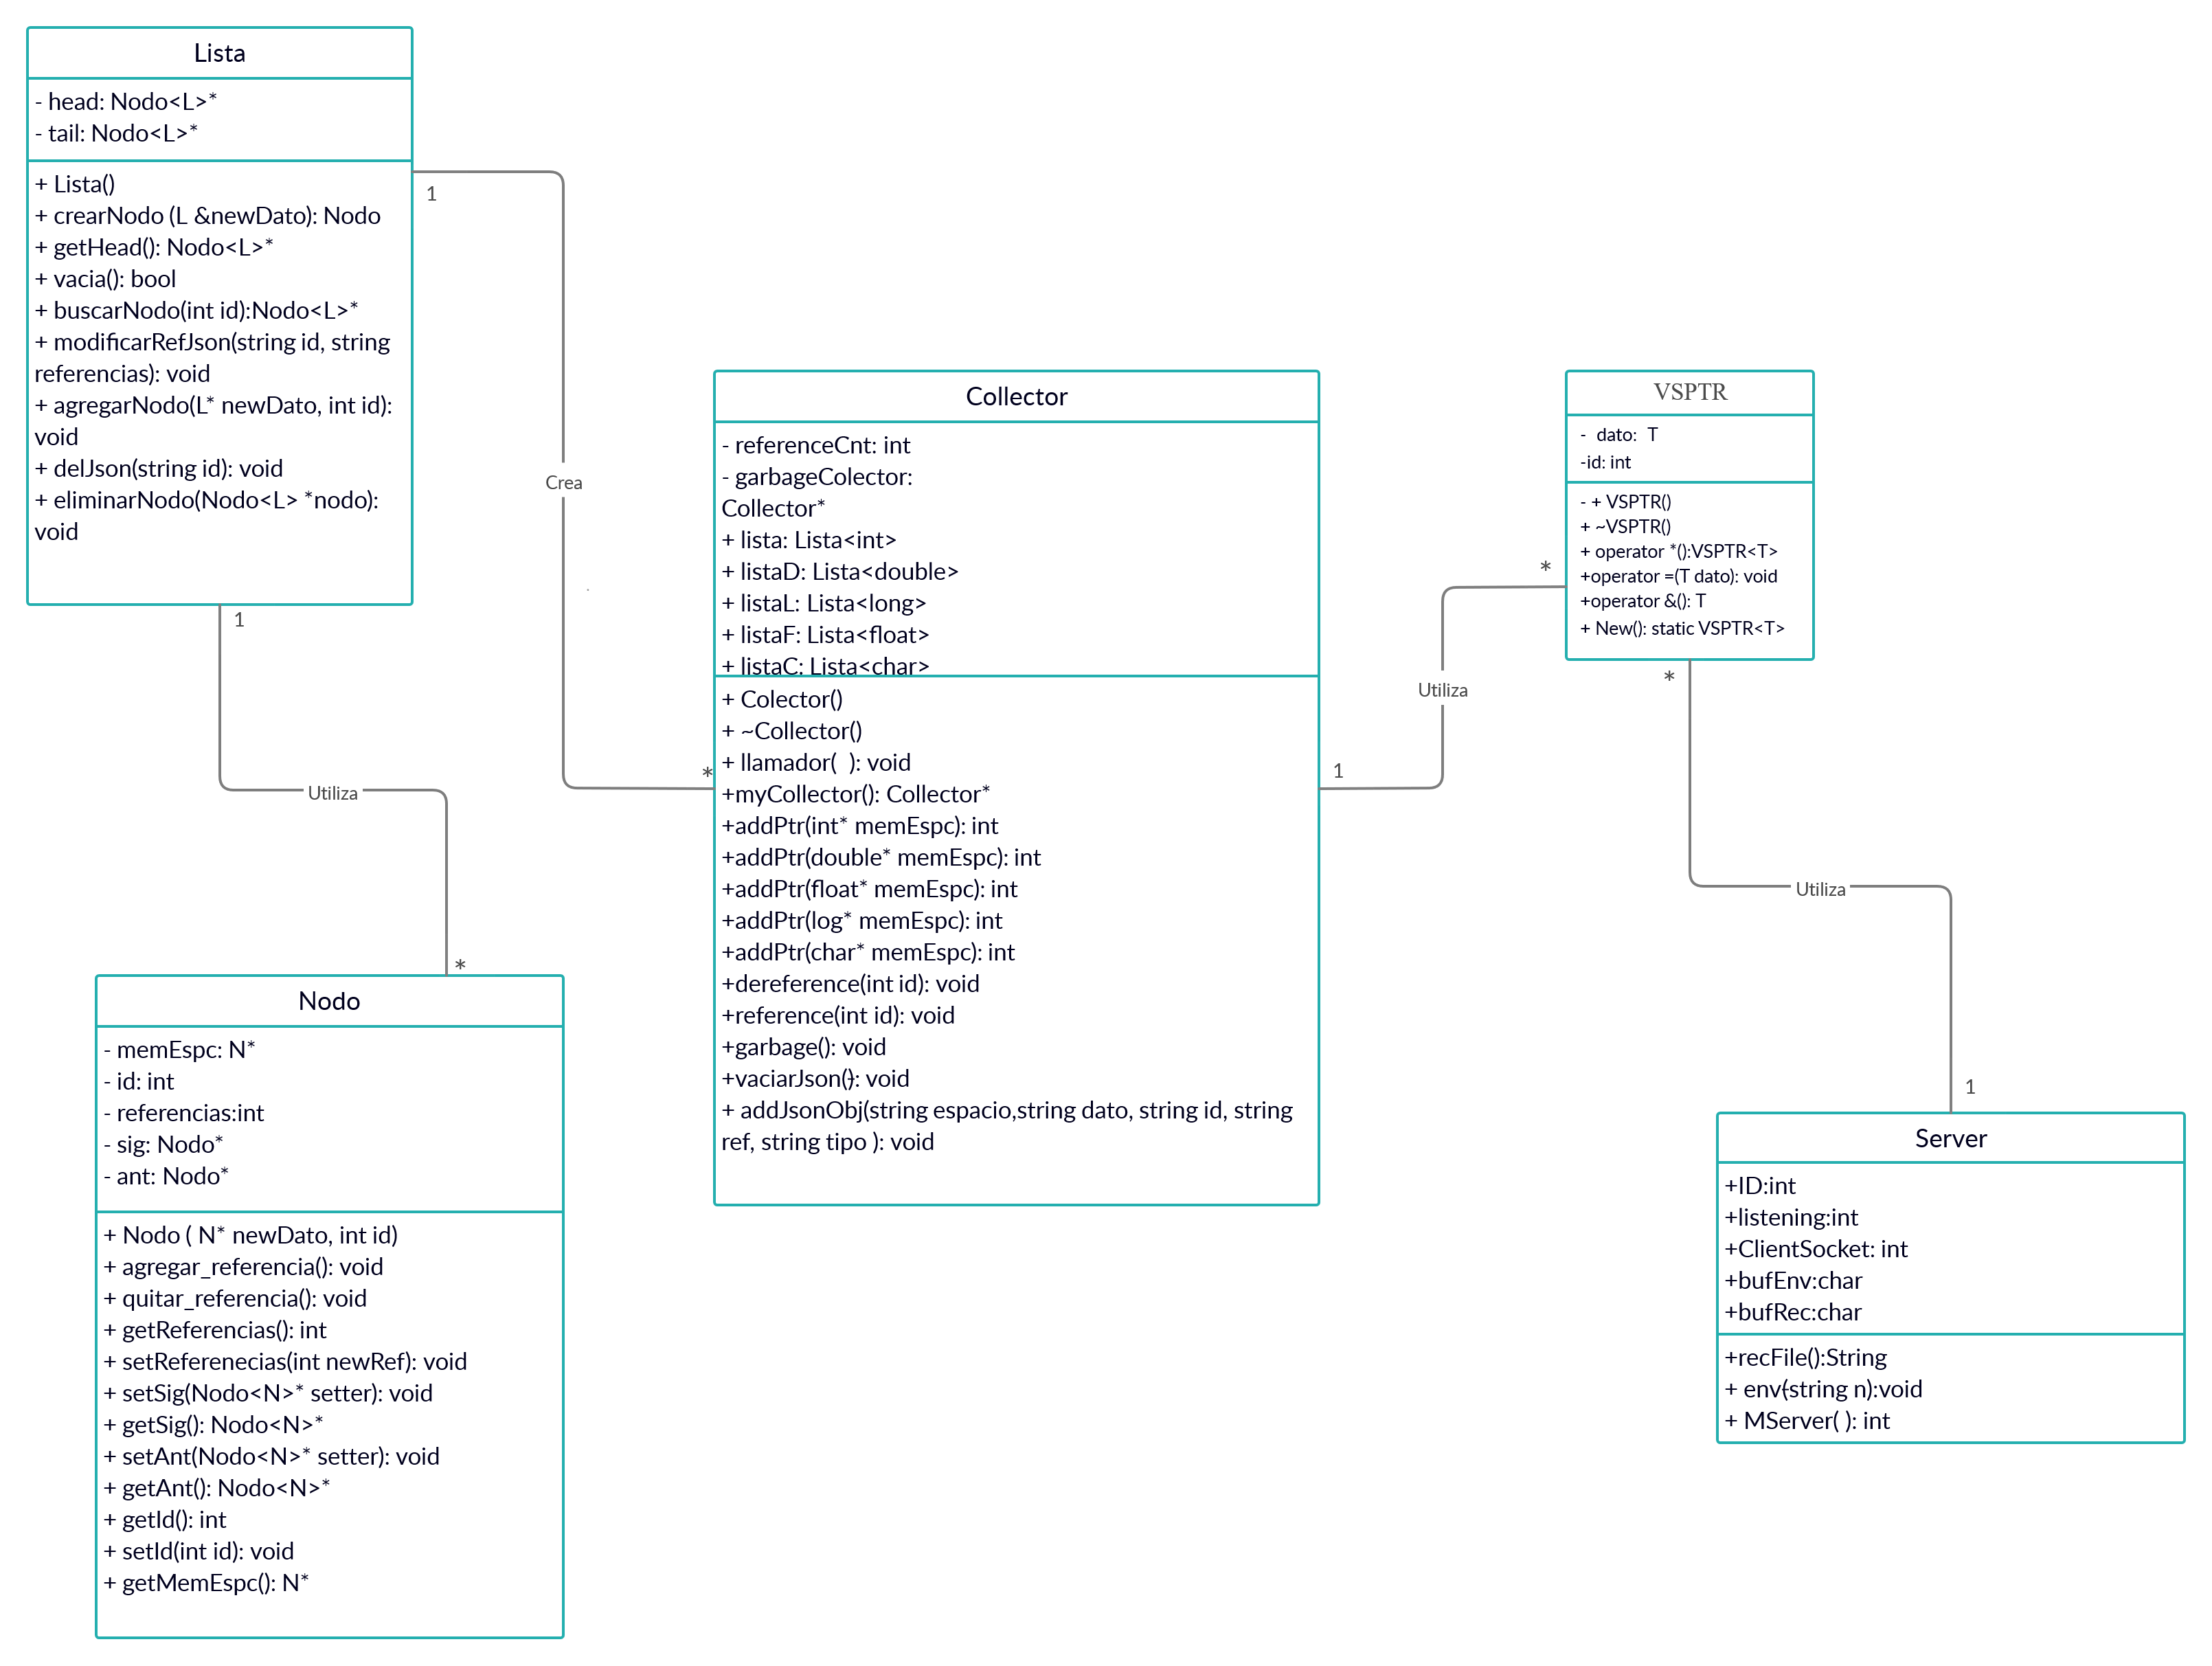 Lista
- head: Nodo<L>*
- tail: Nodo<L>*
+ Lista()
+ crearNodo (L &newDato): Nodo
+ getHead(): Nodo<L>*
+ vacia(): bool
+ buscarNodo(int id):Nodo<L>*
+ modificarRefJson(string id, string
referencias): void
+ agregarNodo(L* newDato, int id):
void
+ delJson(string id): void
+ eliminarNodo(Nodo<L> *nodo):
void
1
Crea
*
1
Utiliza
*
Nodo
- memEspc: N*
- id: int
- referencias:int
- sig: Nodo*
- ant: Nodo*
+ Nodo ( N* newDato, int id)
+ agregar_referencia(): void
+ quitar_referencia(): void
+ getReferencias(): int
+ setReferenecias(int newRef): void
+ setSig(Nodo<N>* setter): void
+ getSig(): Nodo<N>*
+ setAnt(Nodo<N>* setter): void
+ getAnt(): Nodo<N>*
+ getId(): int
+ setId(int id): void
+ getMemEspc(): N*
Collector
- referenceCnt: int
- garbageColector:
Collector*
+ lista: Lista<int>
+ listaD: Lista<double>
+ listaL: Lista<long>
+ listaF: Lista<float>
+ listaC: Lista<char>
+ Colector()
+ ~Collector()
+ llamador(  ): void
+myCollector(): Collector*
+addPtr(int* memEspc): int
+addPtr(double* memEspc): int
+addPtr(float* memEspc): int
+addPtr(log* memEspc): int
+addPtr(char* memEspc): int
+dereference(int id): void
+reference(int id): void
+garbage(): void
+vaciarJson(): void
+ addJsonObj(string espacio,string dato, string id, string
ref, string tipo ): void
1
Utiliza
*
VSPTR
-  dato:  T
-id: int
- + VSPTR()
+ ~VSPTR()
+ operator *():VSPTR<T>
+operator =(T dato): void
+operator &(): T
+ New(): static VSPTR<T>
*
Utiliza
1
Server
+ID:int
+listening:int
+ClientSocket: int
+bufEnv:char
+bufRec:char
+recFile():String
+ env(string n):void
+ MServer( ): int